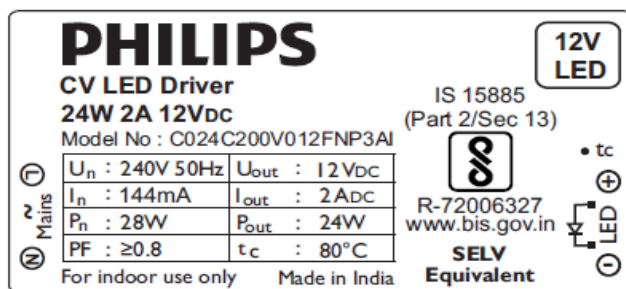 PHILIPS
CV LED Driver
24W 2A 12VDC
Model No : C024C200V012FNP3AI
Un : 240V 50Hz Uout : 12VDC
In : 144mA Iout : 2ADC
Pn : 28W Pout : 24W
PF : ≥0.8 tc : 80°C
For indoor use only Made in India
L
~ Mains
N
IS 15885
(Part 2/Sec 13)
R-72006327
www.bis.gov.in
SELV
Equivalent
12V
LED
• tc
+
LED
-